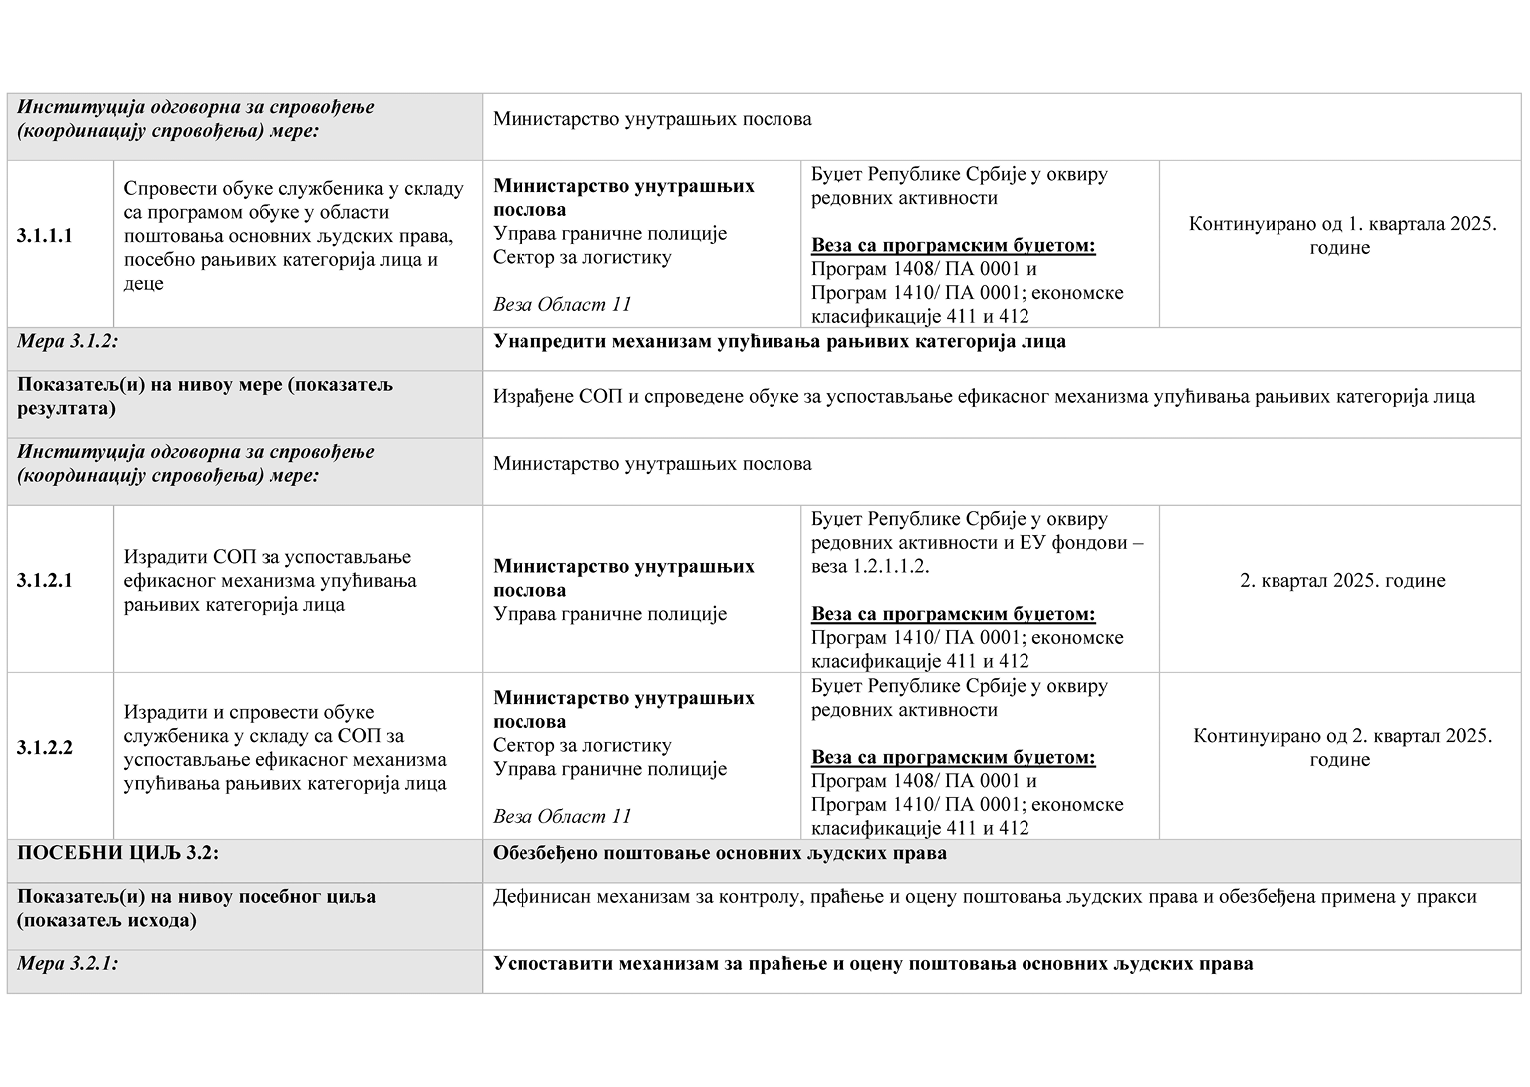 Институција одговорна за спровођење
(координацију спровођења) мере:
Министарство унутрашњих послова
3.1.1.1
Спровести обуке службеника у складу
са програмом обуке у области
поштовања основних људских права,
посебно рањивих категорија лица и
деце
Министарство унутрашњих
послова
Управа граничне полиције
Сектор за логистику
Веза Област 11
Буџет Републике Србије у оквиру
редовних активности
Веза са програмским буџетом:
Програм 1408/ ПА 0001 и
Програм 1410/ ПА 0001; економске
класификације 411 и 412
Континуирано од 1. квартала 2025.
године
Мера 3.1.2:
Унапредити механизам упућивања рањивих категорија лица
Показатељ(и) на нивоу мере (показатељ
резултата)
Израђене СОП и спроведене обуке за успостављање ефикасног механизма упућивања рањивих категорија лица
Институција одговорна за спровођење
(координацију спровођења) мере:
Министарство унутрашњих послова
3.1.2.1
Израдити СОП за успостављање
ефикасног механизма упућивања
рањивих категорија лица
Министарство унутрашњих
послова
Управа граничне полиције
Буџет Републике Србије у оквиру
редовних активности и ЕУ фондови –
веза 1.2.1.1.2.
Веза са програмским буџетом:
Програм 1410/ ПА 0001; економске
класификације 411 и 412
2. квартал 2025. године
3.1.2.2
Израдити и спровести обуке
службеника у складу са СОП за
успостављање ефикасног механизма
упућивања рањивих категорија лица
Министарство унутрашњих
послова
Сектор за логистику
Управа граничне полиције
Веза Област 11
Буџет Републике Србије у оквиру
редовних активности
Веза са програмским буџетом:
Програм 1408/ ПА 0001 и
Програм 1410/ ПА 0001; економске
класификације 411 и 412
Континуирано од 2. квартал 2025.
године
ПОСЕБНИ ЦИЉ 3.2:
Обезбеђено поштовање основних људских права
Показатељ(и) на нивоу посебног циља
(показатељ исхода)
Дефинисан механизам за контролу, праћење и оцену поштовања људских права и обезбеђена примена у пракси
Мера 3.2.1:
Успоставити механизам за праћење и оцену поштовања основних људских права